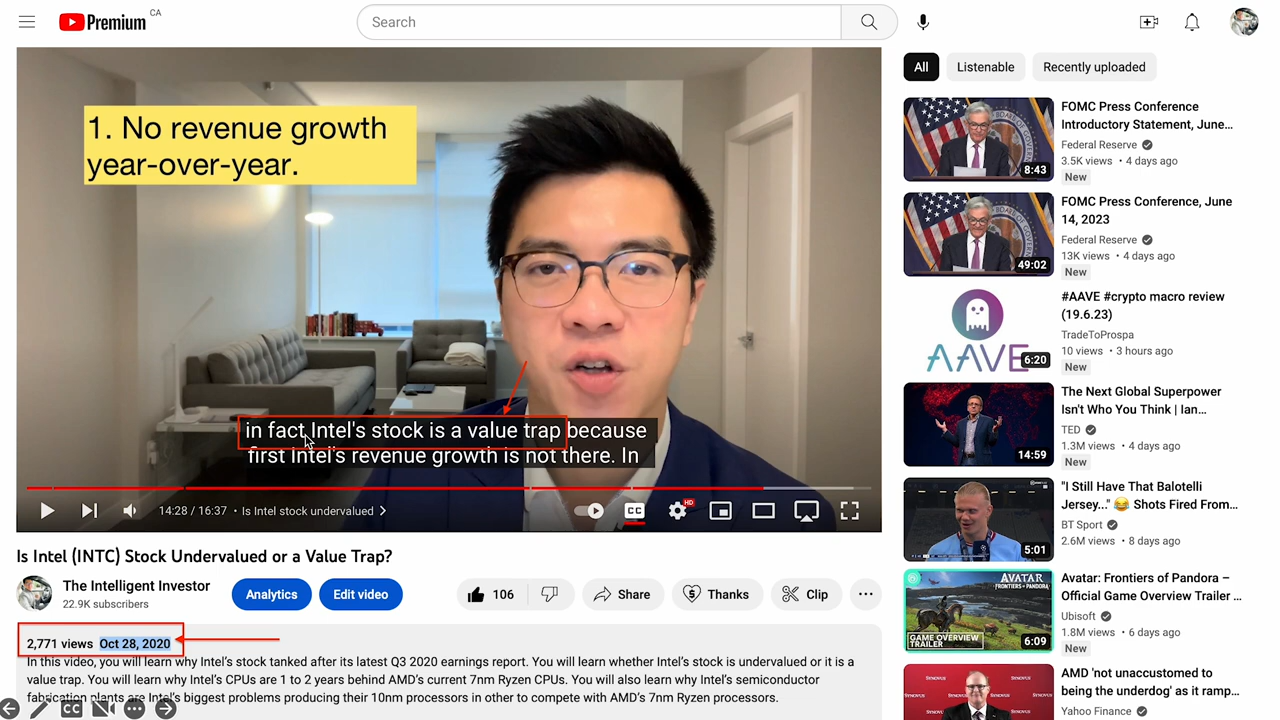 Premium CA
Search
1. No revenue growth
year-over-year.
in fact Intel's stock is a value trap because
first Intel's revenue growth is not there. In
14:28 / 16:37 • Is Intel stock undervalued
CC
HD
Is Intel (INTC) Stock Undervalued or a Value Trap?
The Intelligent Investor
22.9K subscribers
Analytics
Edit video
106
Share
Thanks
Clip
2,771 views Oct 28, 2020
In this video, you will learn why Intel's stock tanked after its latest Q3 2020 earnings report. You will learn whether Intel's stock is undervalued or it is a
value trap. You will learn why Intel's CPUs are 1 to 2 years behind AMD's current 7nm Ryzen CPUs. You will also learn why Intel's semiconductor
fabrication plants are Intel's biggest problems producing their 10nm processors in other to compete with AMD's 7nm Ryzen processors.
All
Listenable
Recently uploaded
8:43
FOMC Press Conference
Introductory Statement, June...
Federal Reserve
3.5K views • 4 days ago
New
49:02
FOMC Press Conference, June
14, 2023
Federal Reserve
13K views • 4 days ago
New
AAVE
6:20
#AAVE #crypto macro review
(19.6.23)
TradeToProspa
10 views • 3 hours ago
New
14:59
The Next Global Superpower
Isn't Who You Think | Ian...
TED
1.3M views • 4 days ago
New
5:01
"I Still Have That Balotelli
Jersey..." 😂 Shots Fired From...
BT Sport
2.6M views • 8 days ago
AVATAR
FRONTIERS OF PANDORA
GAME OVERVIEW
TRAILER
6:09
Avatar: Frontiers of Pandora –
Official Game Overview Trailer ...
Ubisoft
1.8M views • 6 days ago
New
SYNOVUS
AMD 'not unaccustomed to
being the underdog' as it ramp...
Yahoo Finance